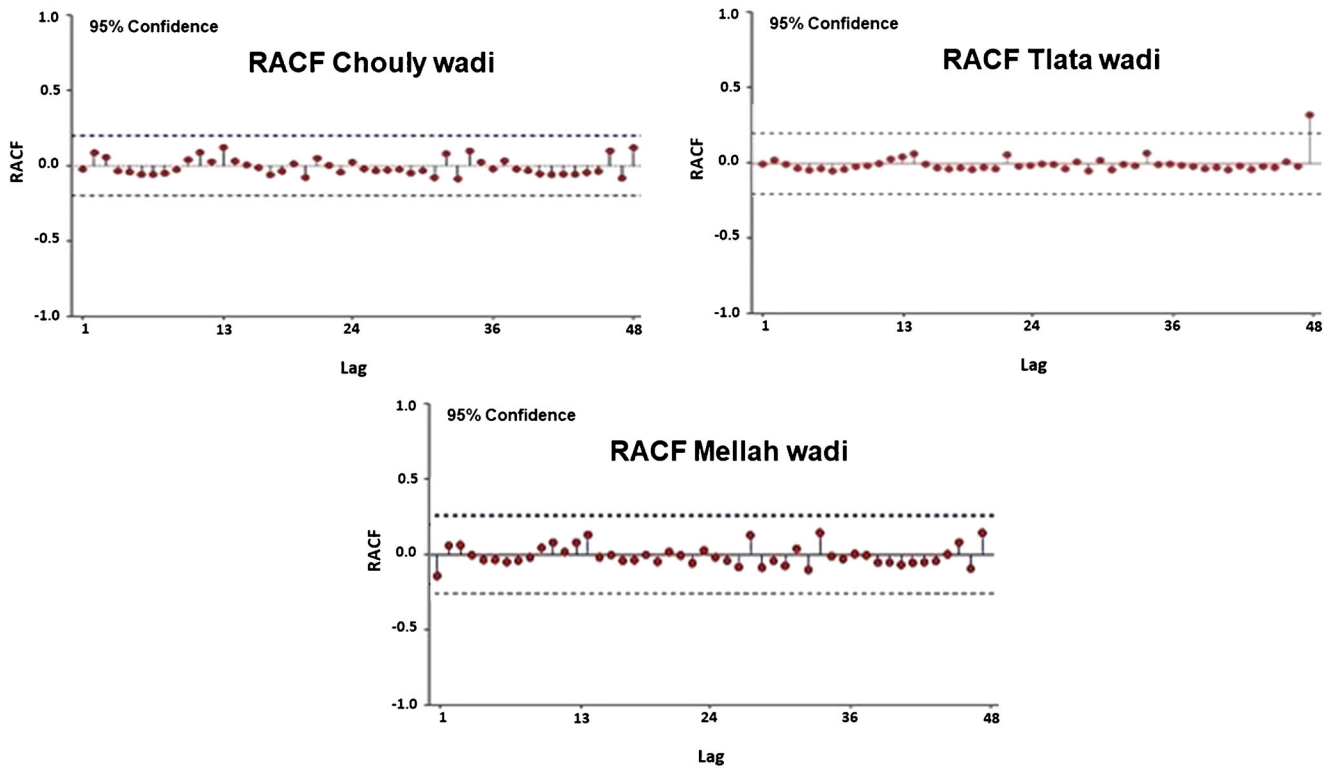 1.0
95% Confidence
RACF Chouly wadi
0.5
RACF
0.0
-0.5
-1.0
1 13 24 36 48
Lag
1.0
95% Confidence
RACF Tlata wadi
0.5
RACF
0.0
-0.5
-1.0
1 13 24 36 48
Lag
1.0
95% Confidence
RACF Mellah wadi
0.5
RACF
0.0
-0.5
-1.0
1 13 24 36 48
Lag